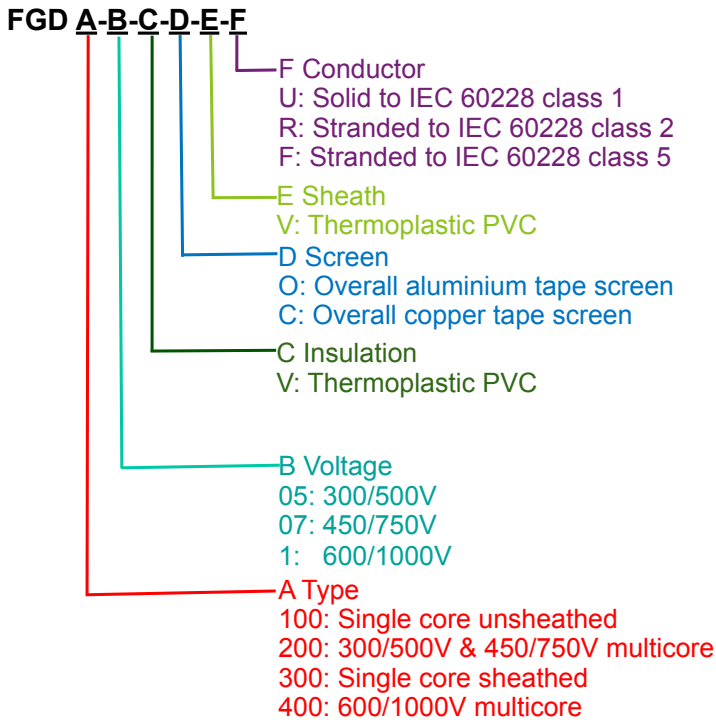 FGD A-B-C-D-E-F
F Conductor
U: Solid to IEC 60228 class 1
R: Stranded to IEC 60228 class 2
F: Stranded to IEC 60228 class 5
E Sheath
V: Thermoplastic PVC
D Screen
O: Overall aluminium tape screen
C: Overall copper tape screen
C Insulation
V: Thermoplastic PVC
B Voltage
05: 300/500V
07: 450/750V
1: 600/1000V
A Type
100: Single core unsheathed
200: 300/500V & 450/750V multicore
300: Single core sheathed
400: 600/1000V multicore